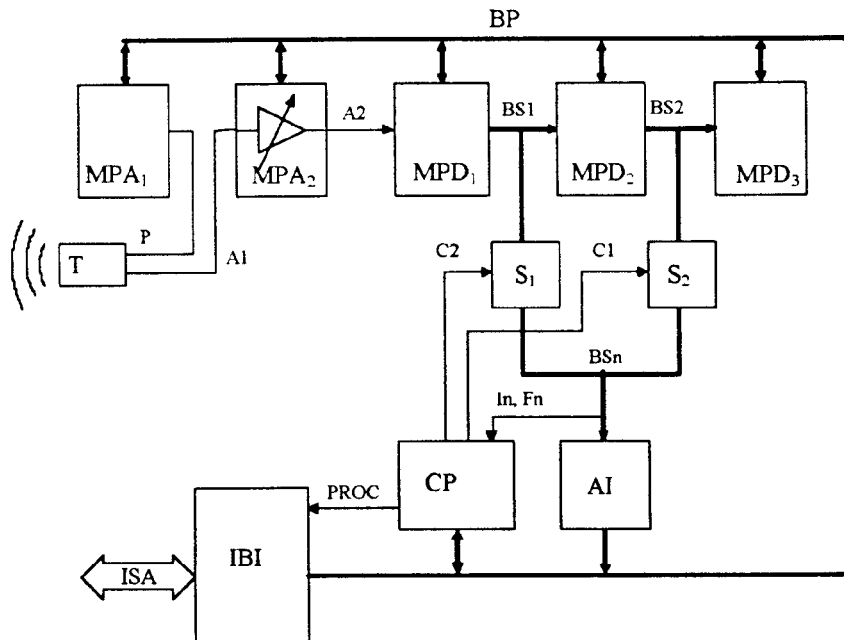 BP
A2
BS1
BS2
MPA₁
MPA₂
MPD₁
MPD₂
MPD₃
P
T
A1
C2
S₁
C1
S₂
BSn
In, Fn
CP
AI
PROC
IBI
ISA